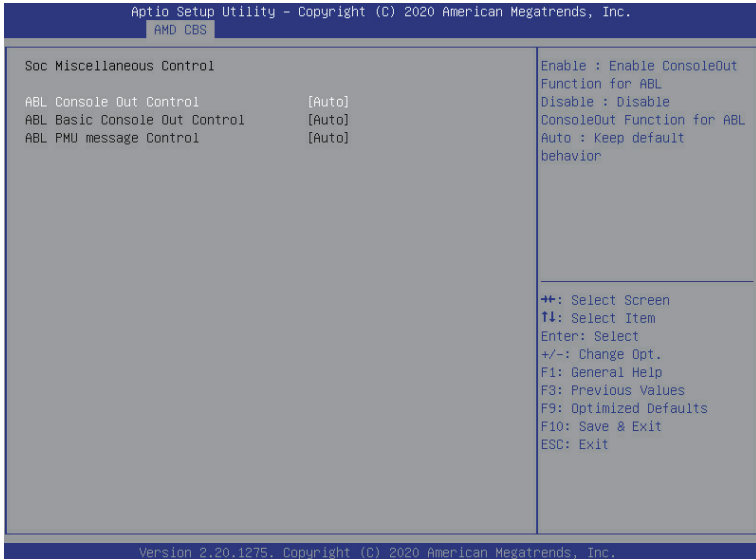 Aptio Setup Utility – Copyright (C) 2020 American Megatrends, Inc.
AMD CBS
Soc Miscellaneous Control
ABL Console Out Control [Auto]
ABL Basic Console Out Control [Auto]
ABL PMU message Control [Auto]
Enable : Enable ConsoleOut
Function for ABL
Disable : Disable
ConsoleOut Function for ABL
Auto : Keep default
behavior
→←: Select Screen
↑↓: Select Item
Enter: Select
+/-: Change Opt.
F1: General Help
F3: Previous Values
F9: Optimized Defaults
F10: Save & Exit
ESC: Exit
Version 2.20.1275. Copyright (C) 2020 American Megatrends, Inc.